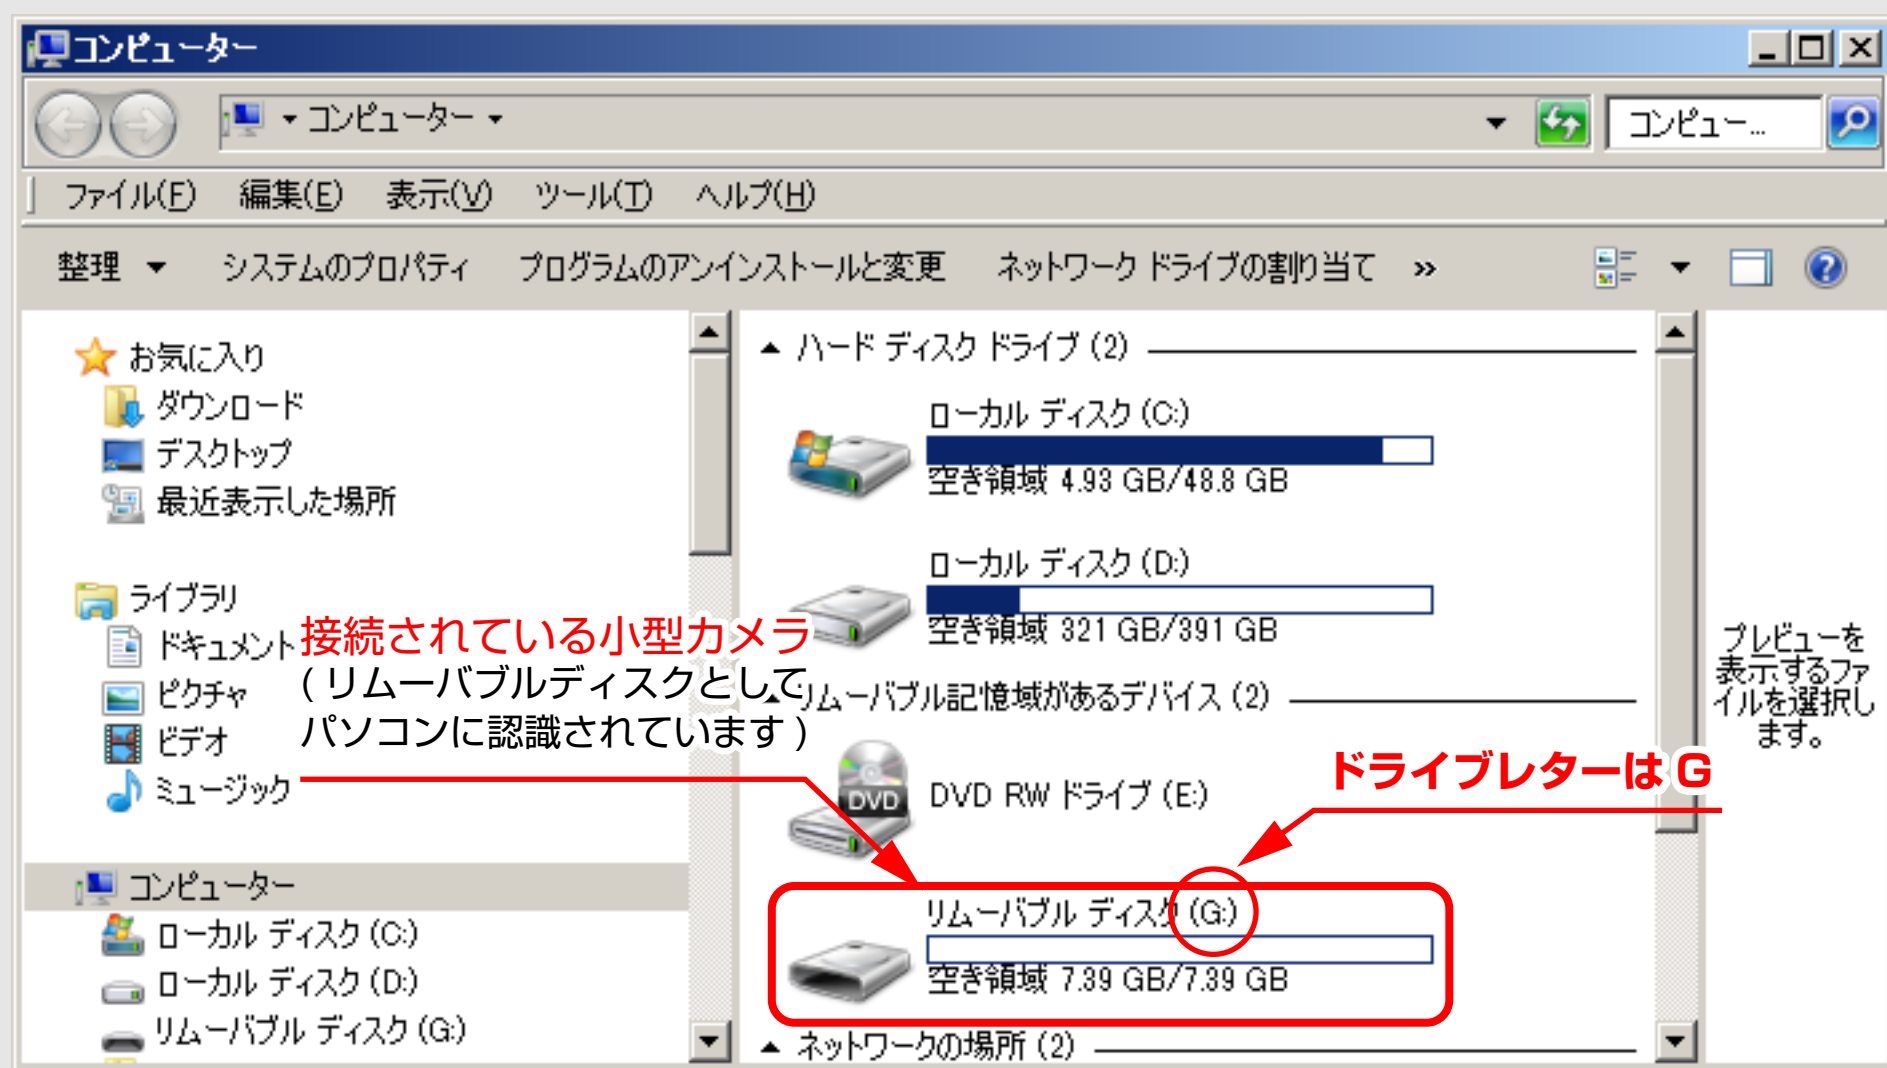 コンピューター
コンピューター
コンピュー...
ファイル(F) 編集(E) 表示(V) ツール(T) ヘルプ(H)
整理 システムのプロパティ プログラムのアンインストールと変更 ネットワーク ドライブの割り当て »
お気に入り
ダウンロード
デスクトップ
最近表示した場所
ライブラリ
ドキュメント
ピクチャ
ビデオ
ミュージック
コンピューター
ローカル ディスク (C:)
ローカル ディスク (D:)
リムーバブル ディスク (G:)
接続されている小型カメラ
(リムーバブルディスクとして
パソコンに認識されています)
ハード ディスク ドライブ (2)
ローカル ディスク (C:)
空き領域 4.93 GB/48.8 GB
ローカル ディスク (D:)
空き領域 321 GB/391 GB
リムーバブル記憶域があるデバイス (2)
DVD
DVD RW ドライブ (E:)
ドライブレターは G
リムーバブル ディスク (G:)
空き領域 7.39 GB/7.39 GB
ネットワークの場所 (2)
プレビューを
表示するファ
イルを選択し
ます。